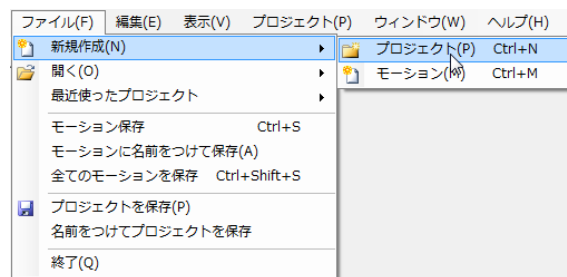 ファイル(F) 編集(E) 表示(V) プロジェクト(P) ウィンドウ(W) ヘルプ(H)
新規作成(N)
プロジェクト(P) Ctrl+N
開く(O)
モーション(M) Ctrl+M
最近使ったプロジェクト
モーション保存 Ctrl+S
モーションに名前をつけて保存(A)
全てのモーションを保存 Ctrl+Shift+S
プロジェクトを保存(P)
名前をつけてプロジェクトを保存
終了(Q)